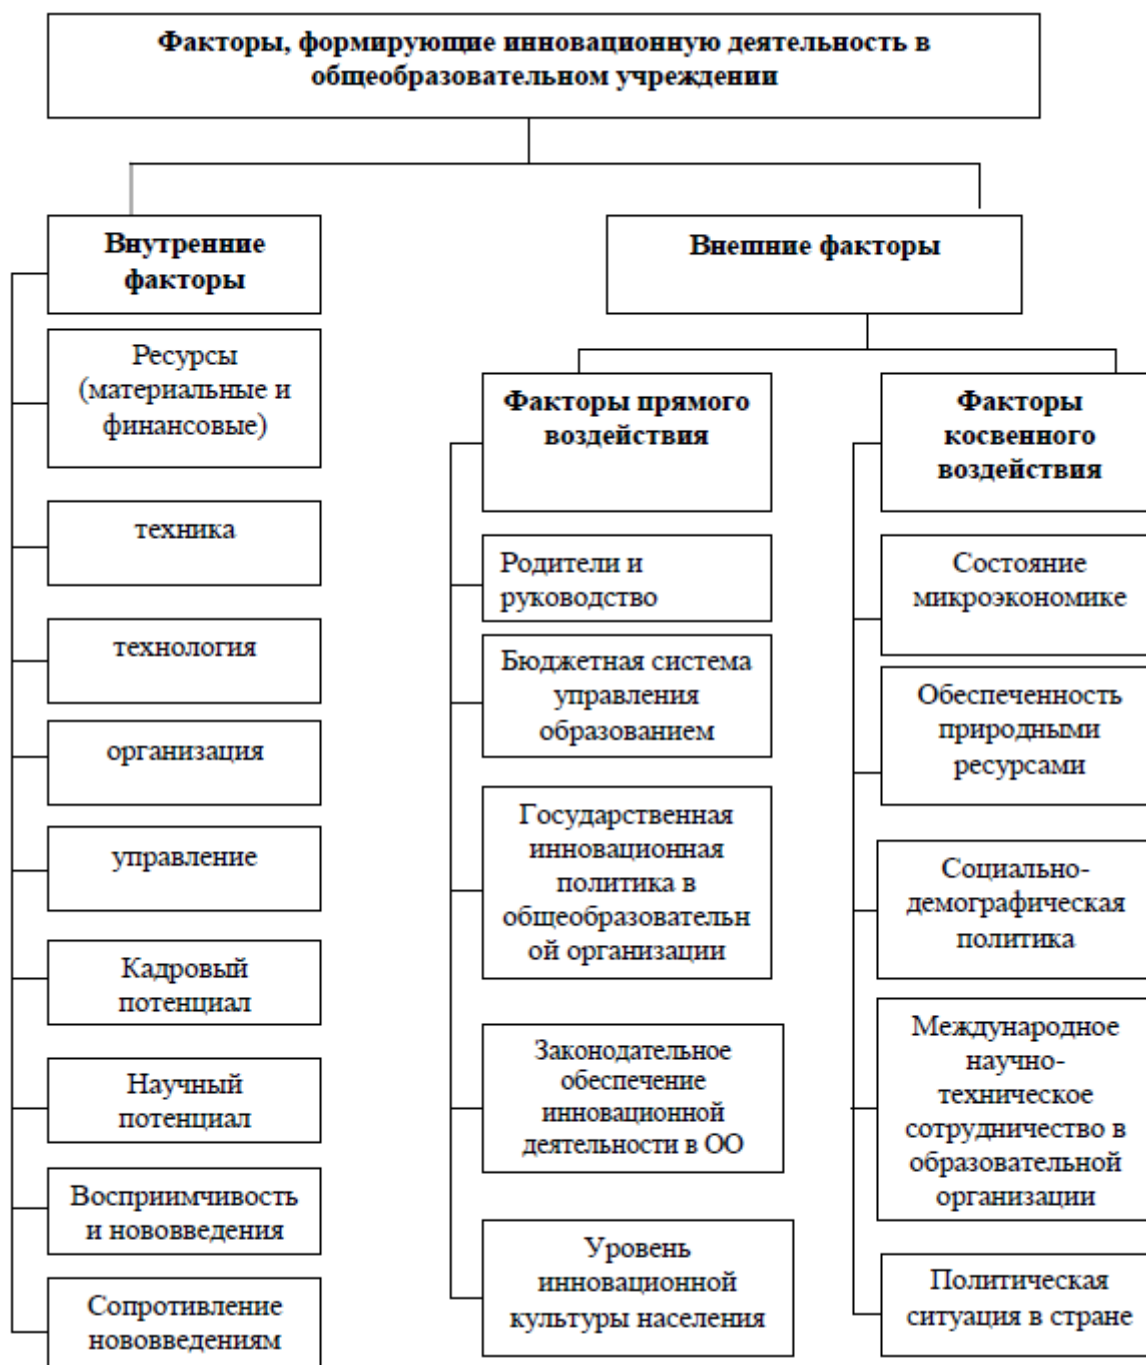 Факторы, формирующие инновационную деятельность в
общеобразовательном учреждении
Внутренние
факторы
Ресурсы
(материальные и
финансовые)
техника
технология
организация
управление
Кадровый
потенциал
Научный
потенциал
Восприимчивость
и нововведения
Сопротивление
нововведениям
Внешние факторы
Факторы прямого
воздействия
Родители и
руководство
Бюджетная система
управления
образованием
Государственная
инновационная
политика в
общеобразовательн
ой организации
Законодательное
обеспечение
инновационной
деятельности в ОО
Уровень
инновационной
культуры населения
Факторы
косвенного
воздействия
Состояние
микроэкономике
Обеспеченность
природными
ресурсами
Социально-
демографическая
политика
Международное
научно-
техническое
сотрудничество в
образовательной
организации
Политическая
ситуация в стране